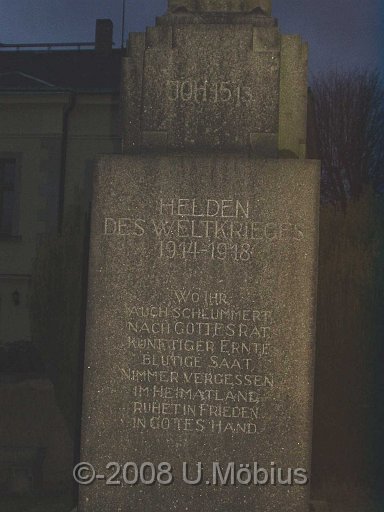 JOH 15 13.
HELDEN
DES WELTKRIEGES
1914-1918
WO IHR
AUCH SCHLUMMERT
NACH GOTTES RAT,
KÜNFTIGER ERNTE
BLUTIGE SAAT,
NIMMER VERGESSEN
IM HEIMATLAND,
RUHET IN FRIEDEN
IN GOTTES HAND.
©-2008 U.Möbius